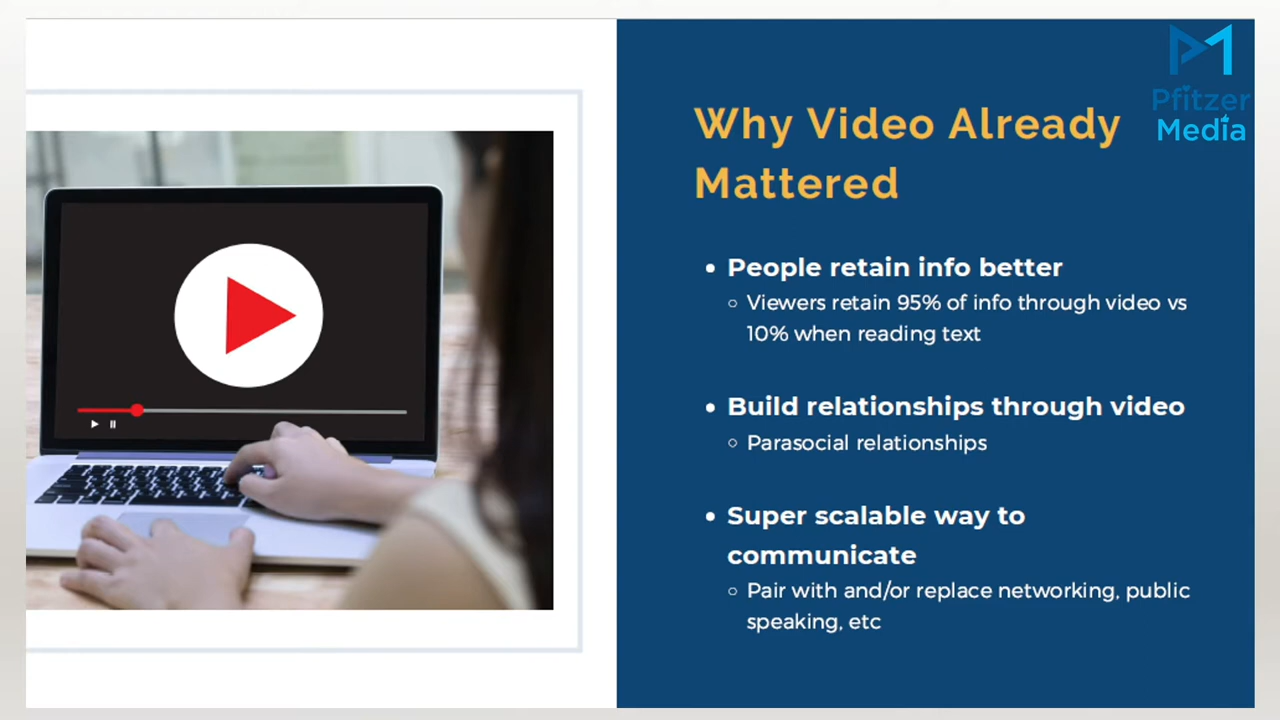 Pfitzer
Media
Why Video Already
Mattered
• People retain info better
○ Viewers retain 95% of info through video vs
10% when reading text
• Build relationships through video
○ Parasocial relationships
• Super scalable way to
communicate
○ Pair with and/or replace networking, public
speaking, etc